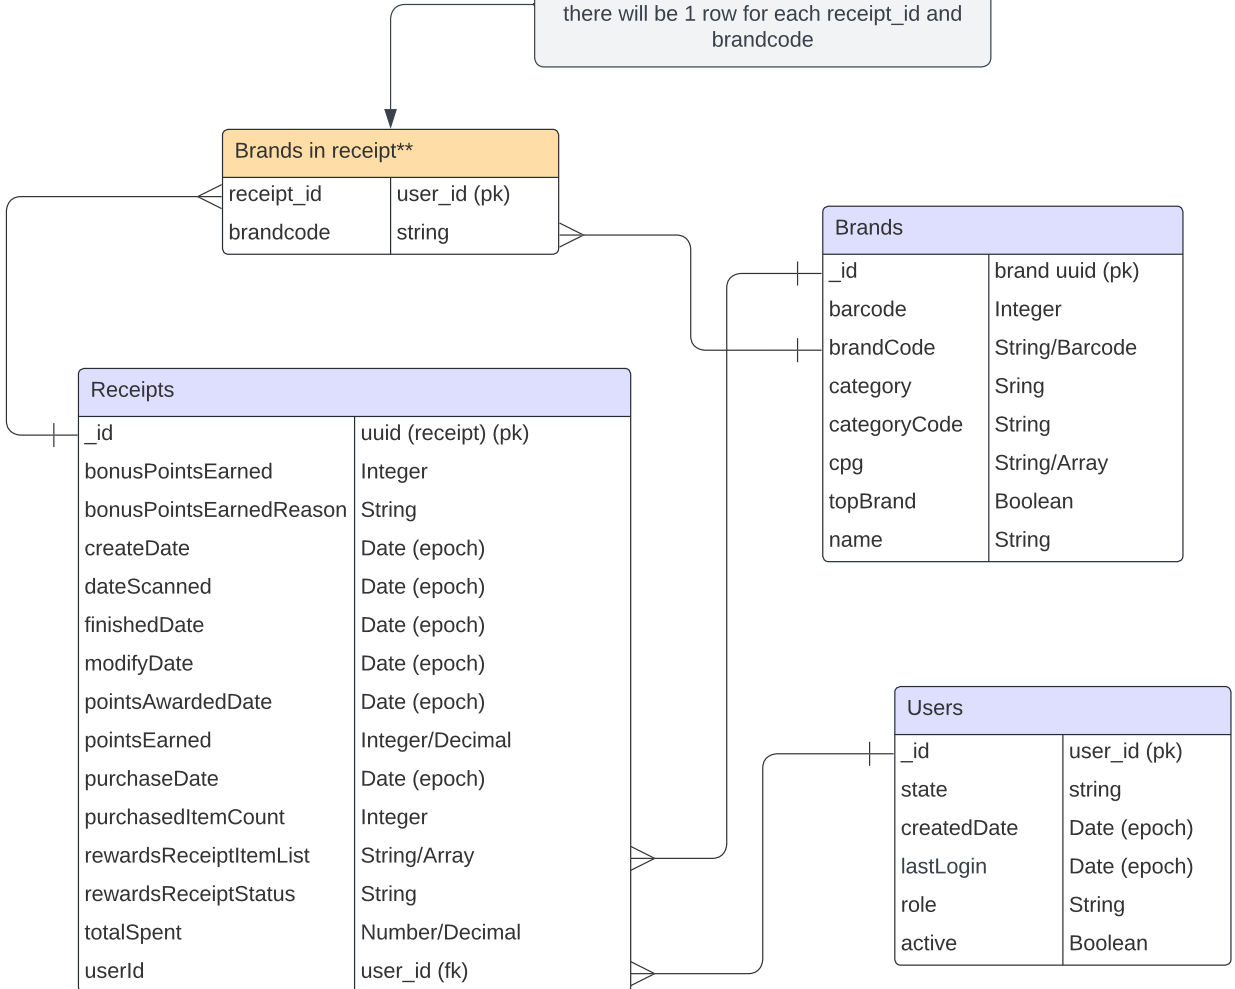 there will be 1 row for each receipt_id and
brandcode
Brands in receipt**
receipt_id user_id (pk)
brandcode string
Brands
_id brand uuid (pk)
barcode Integer
brandCode String/Barcode
category Sring
categoryCode String
cpg String/Array
topBrand Boolean
name String
Receipts
_id uuid (receipt) (pk)
bonusPointsEarned Integer
bonusPointsEarnedReason String
createDate Date (epoch)
dateScanned Date (epoch)
finishedDate Date (epoch)
modifyDate Date (epoch)
pointsAwardedDate Date (epoch)
pointsEarned Integer/Decimal
purchaseDate Date (epoch)
purchasedItemCount Integer
rewardsReceiptItemList String/Array
rewardsReceiptStatus String
totalSpent Number/Decimal
userId user_id (fk)
Users
_id user_id (pk)
state string
createdDate Date (epoch)
lastLogin Date (epoch)
role String
active Boolean